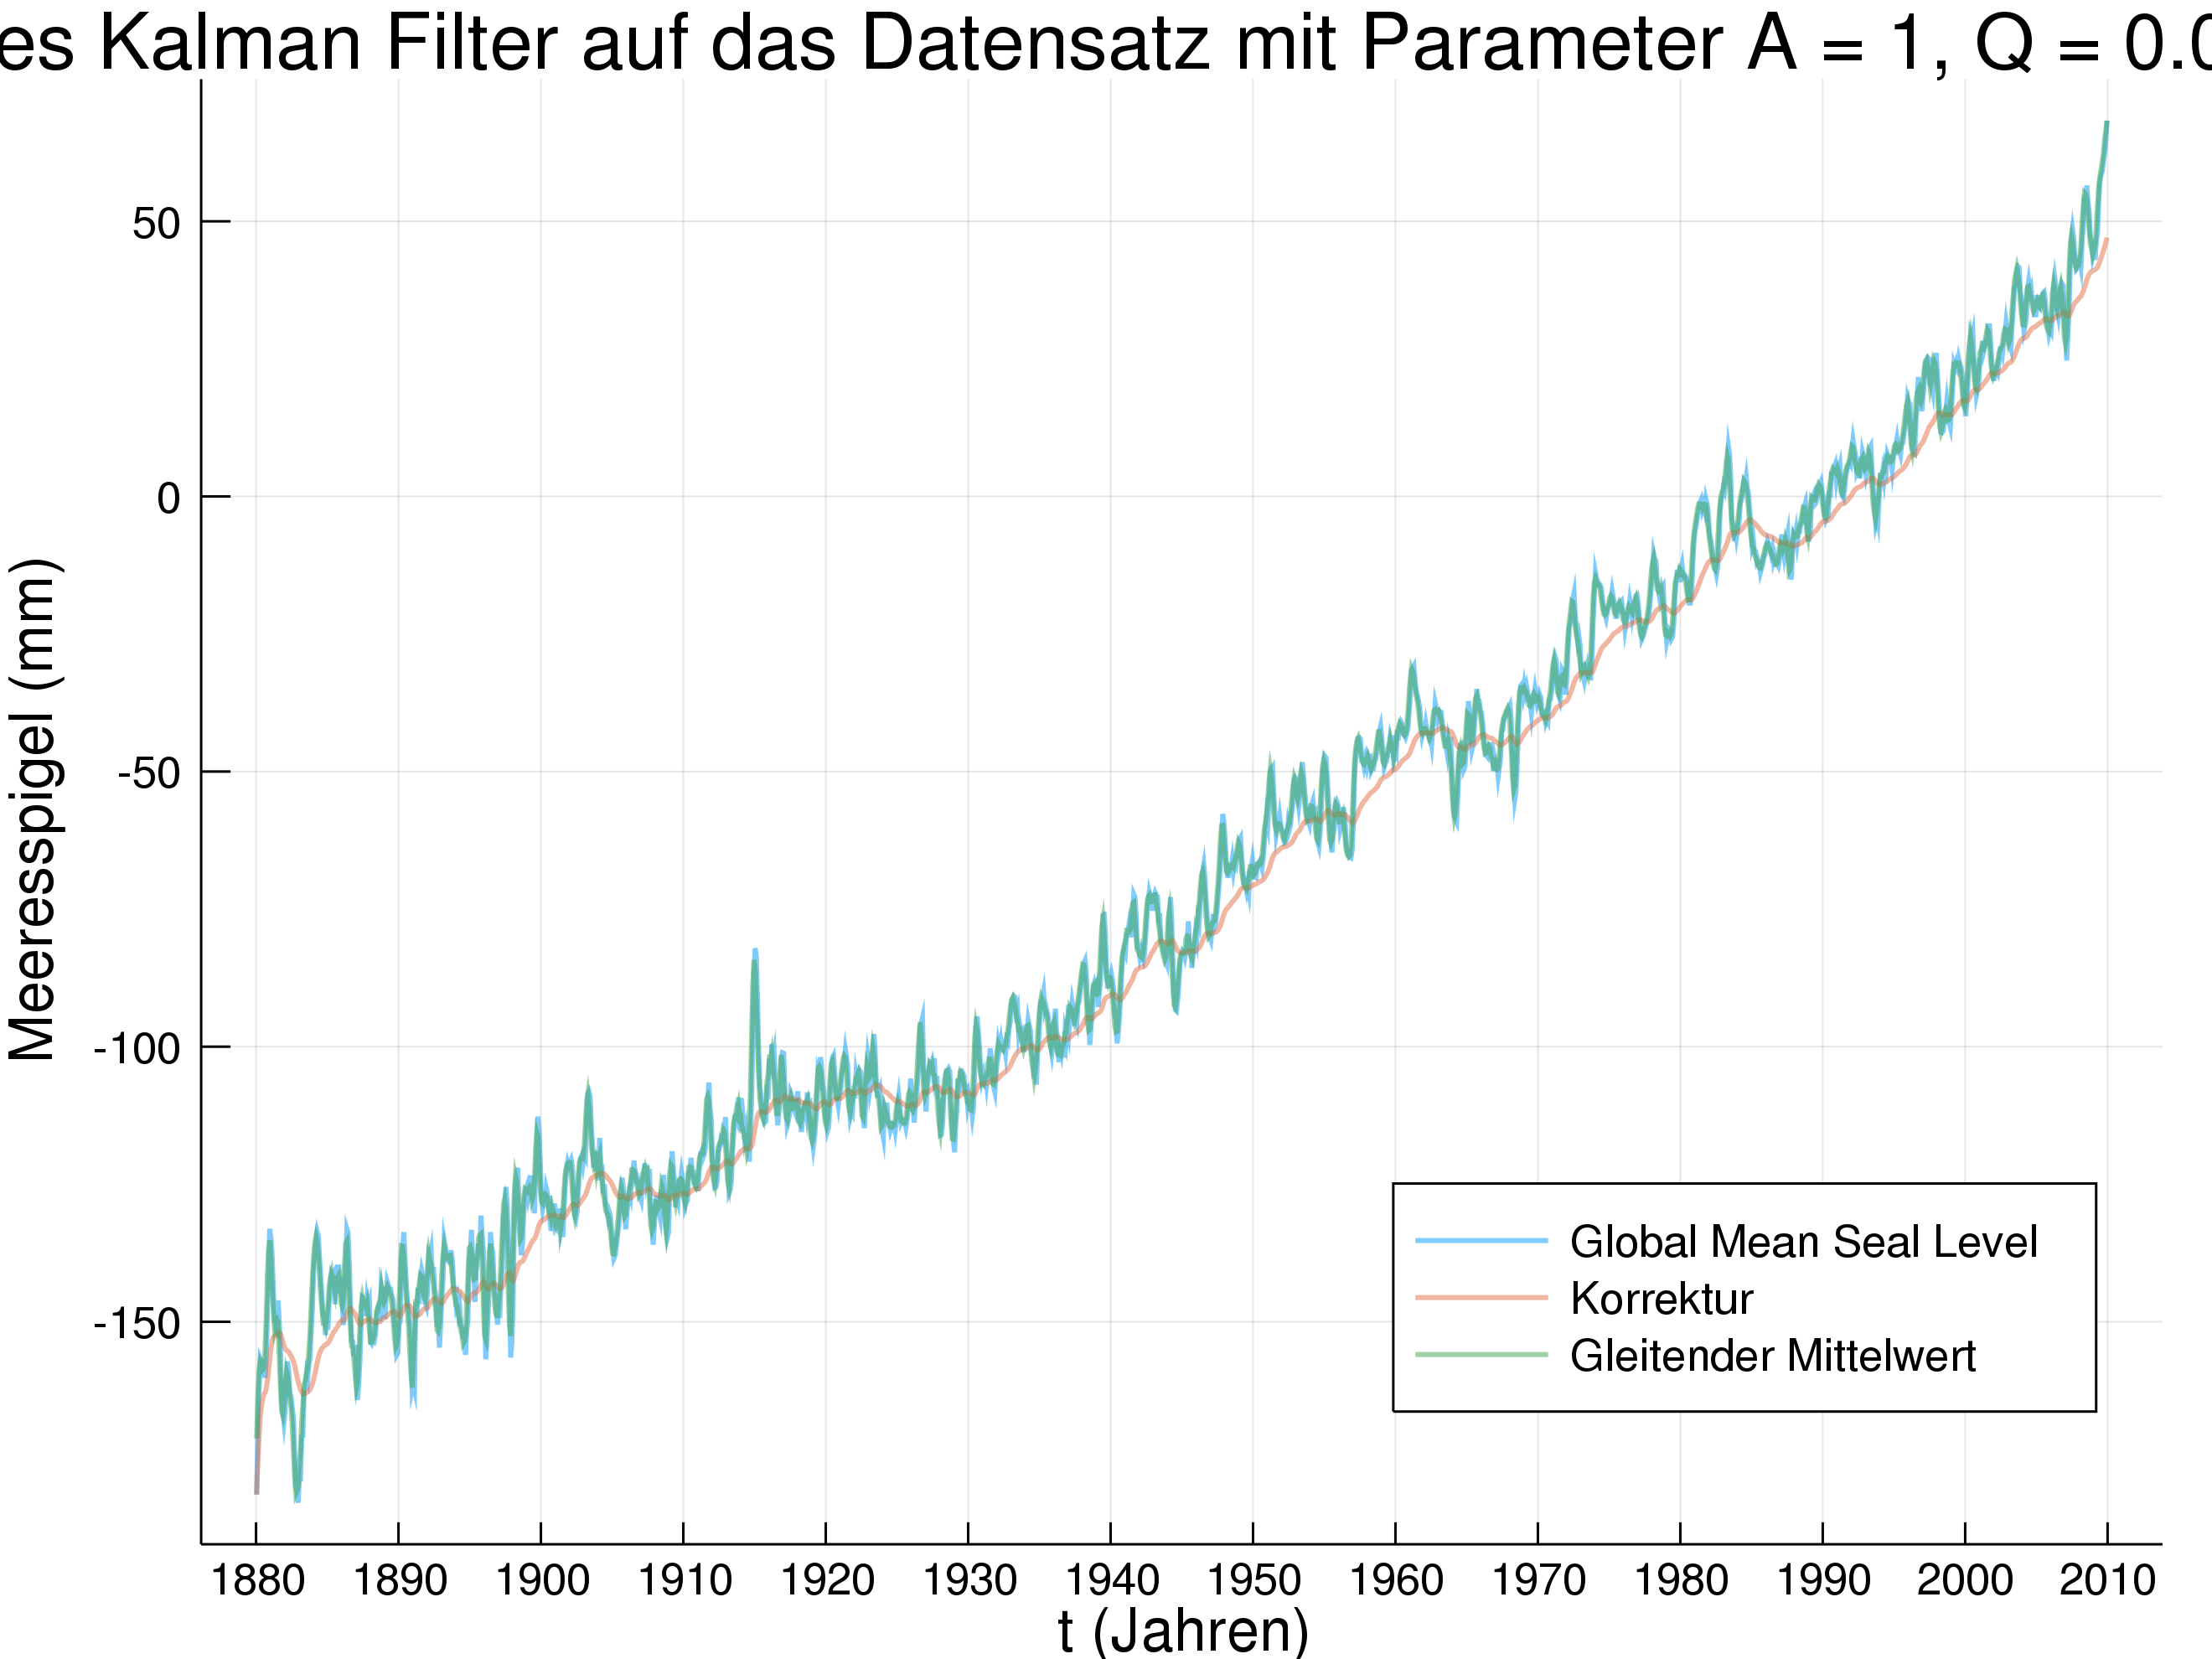 es Kalman Filter auf das Datensatz mit Parameter A = 1, Q = 0.0
50
0
-50
-100
-150
Meeresspigel (mm)
Global Mean Seal Level
Korrektur
Gleitender Mittelwert
1880 1890 1900 1910 1920 1930 1940 1950 1960 1970 1980 1990 2000 2010
t (Jahren)